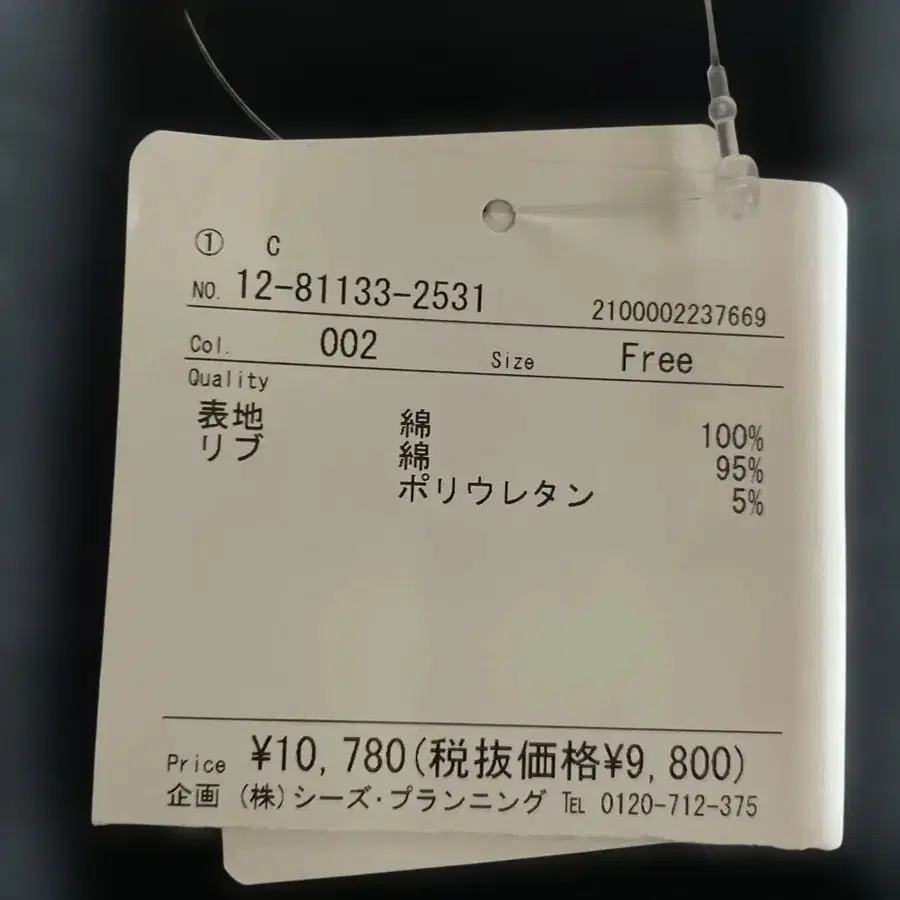 ① C
NO. 12-81133-2531 2100002237669
Col. 002 Size Free
Quality
表地 綿 100%
リブ 綿 95%
ポリウレタン 5%
Price ¥10,780(税抜価格¥9,800)
企画 (株)シーズ・プランニング TEL 0120-712-375